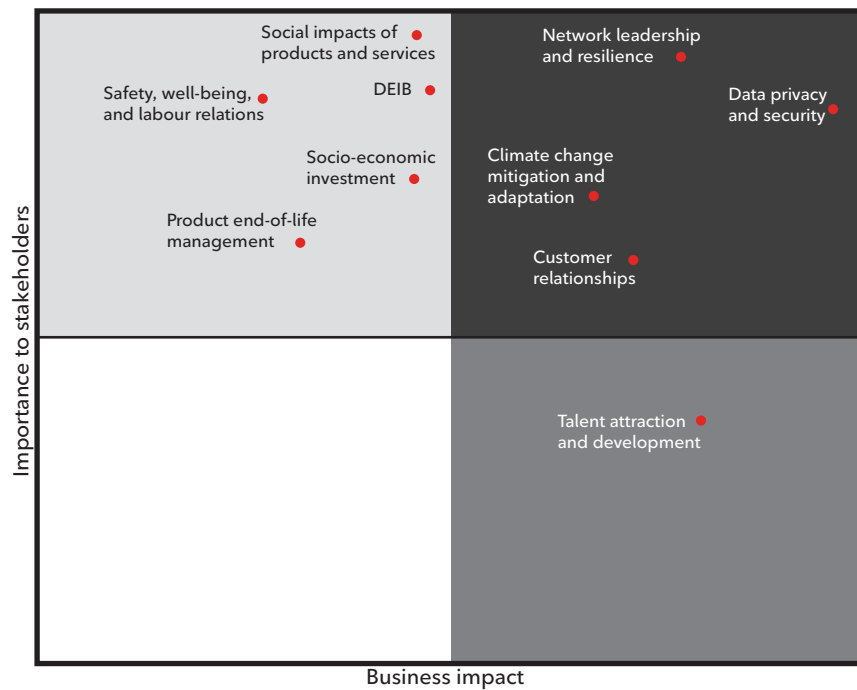 Social impacts of
products and services
Network leadership
and resilience
Safety, well-being,
and labour relations
DEIB
Data privacy
and security
Socio-economic
investment
Climate change
mitigation and
adaptation
Product end-of-life
management
Customer
relationships
Importance to stakeholders
Talent attraction
and development
Business impact